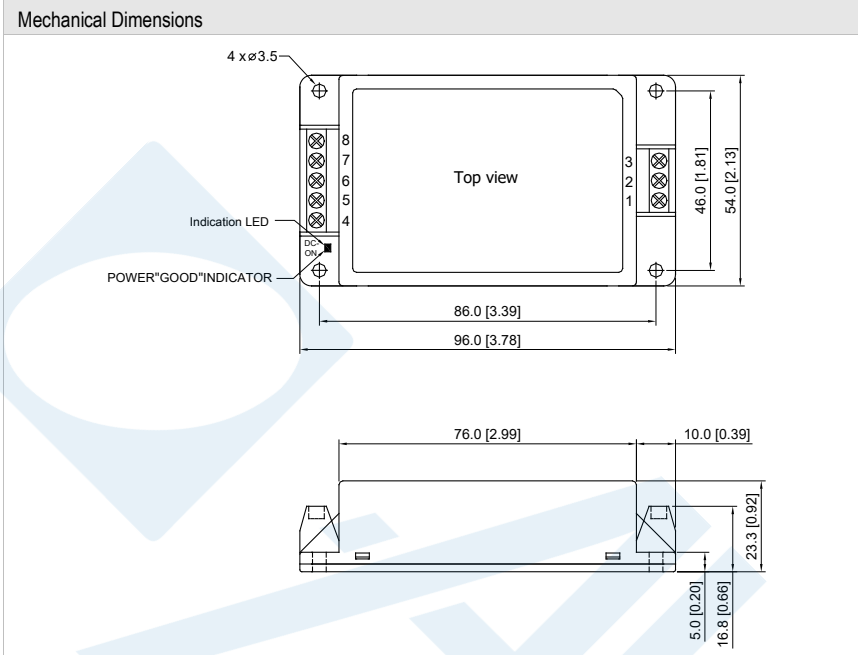 Mechanical Dimensions
4 x⌀3.5
8
7
6
5
4
3
2
1
Top view
Indication LED
DC-
ON
POWER"GOOD"INDICATOR
46.0 [1.81]
54.0 [2.13]
86.0 [3.39]
96.0 [3.78]
76.0 [2.99]
10.0 [0.39]
23.3 [0.92]
5.0 [0.20]
16.8 [0.66]